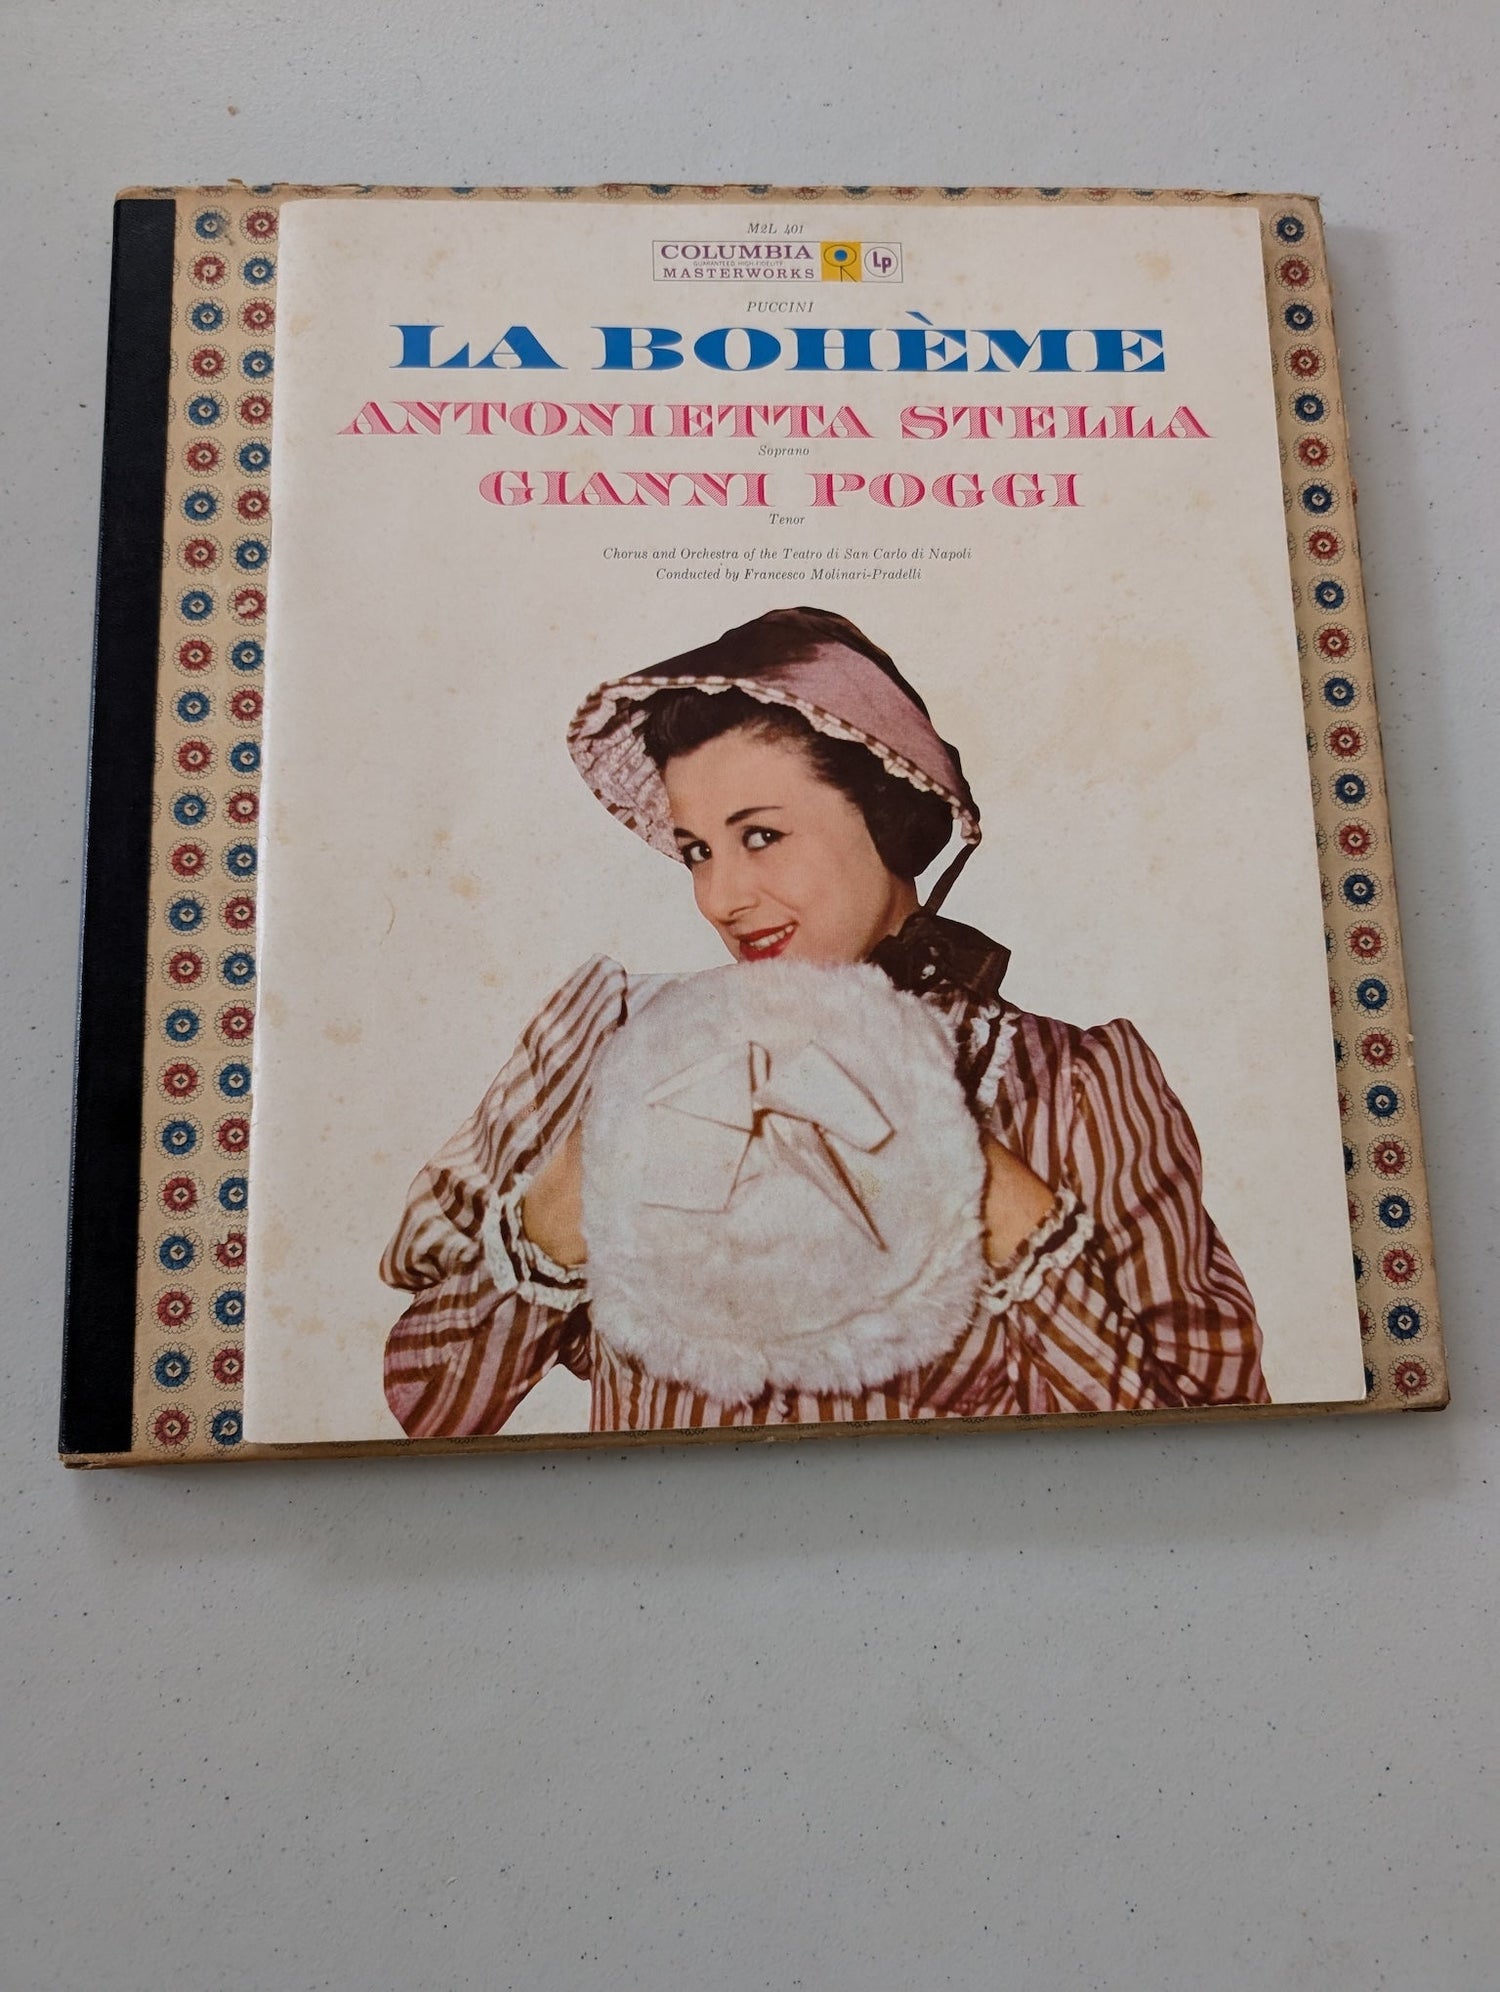 M2L 401
COLUMBIA
GUARANTEED HIGH-FIDELITY
MASTERWORKS
Lp
PUCCINI
LA BOHÈME
ANTONIETTA STELLA
Soprano
GIANNI POGGI
Tenor
Chorus and Orchestra of the Teatro di San Carlo di Napoli
Conducted by Francesco Molinari-Pradelli